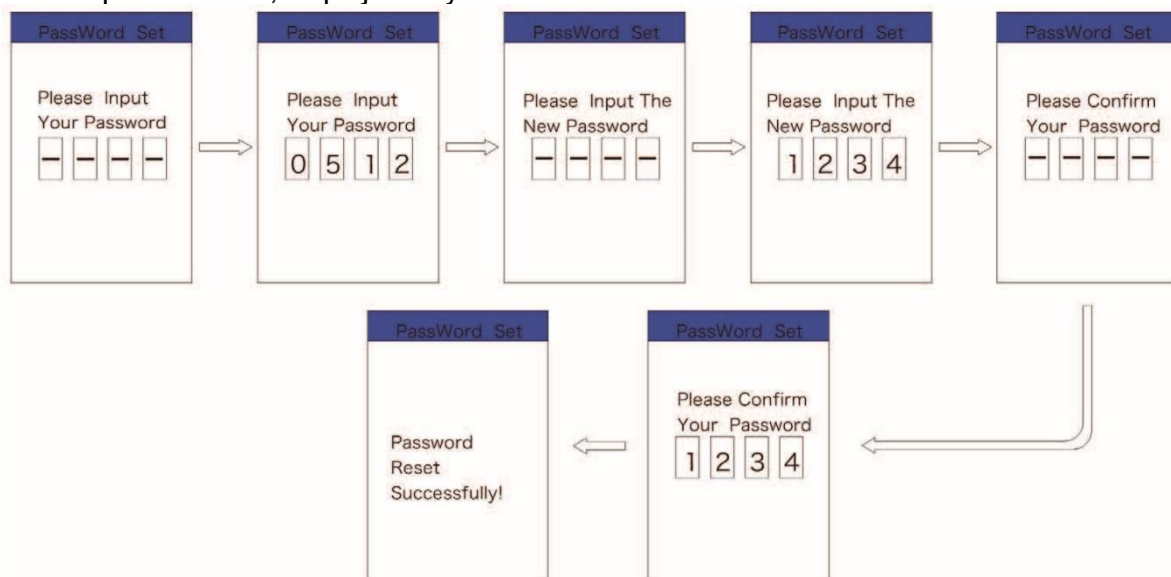 PassWord Set
Please Input
Your Password
– – – –
PassWord Set
Please Input
Your Password
0 5 1 2
PassWord Set
Please Input The
New Password
– – – –
PassWord Set
Please Input The
New Password
1 2 3 4
PassWord Set
Please Confirm
Your Password
– – – –
PassWord Set
Please Confirm
Your Password
1 2 3 4
PassWord Set
Password
Reset
Successfully!